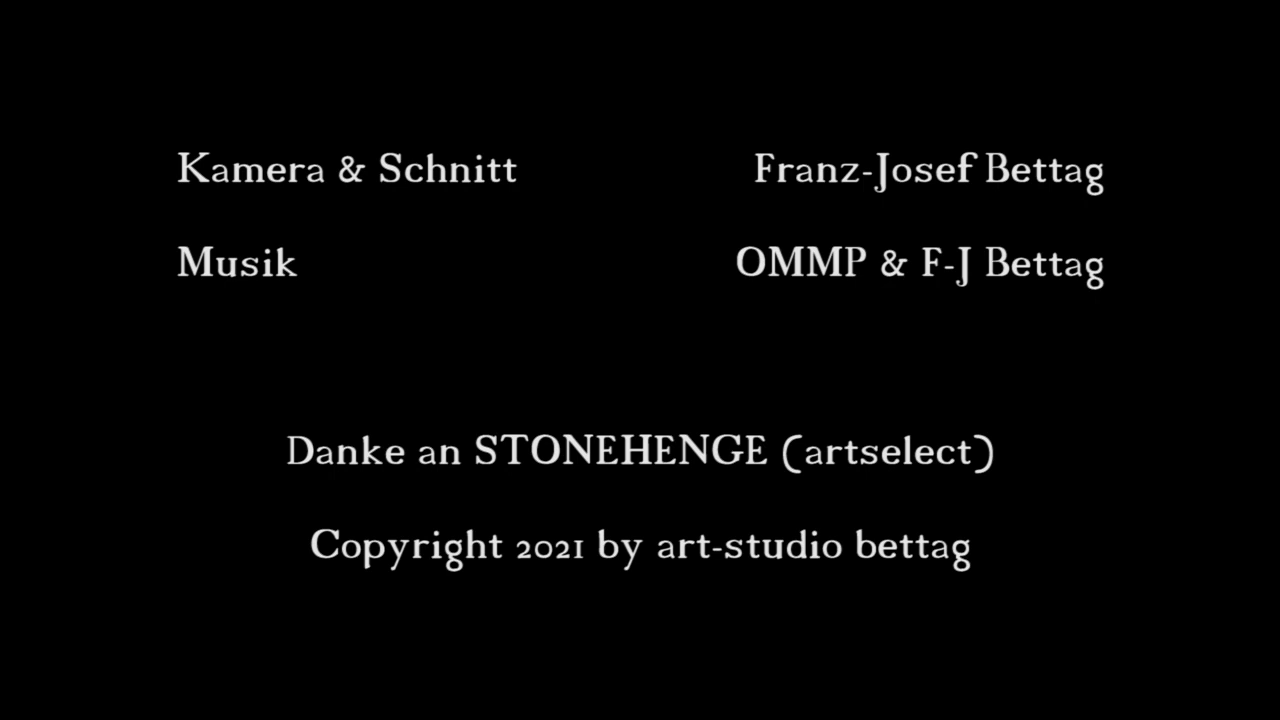 Kamera & Schnitt Franz-Josef Bettag
Musik OMMP & F-J Bettag
Danke an STONEHENGE (artselect)
Copyright 2021 by art-studio bettag